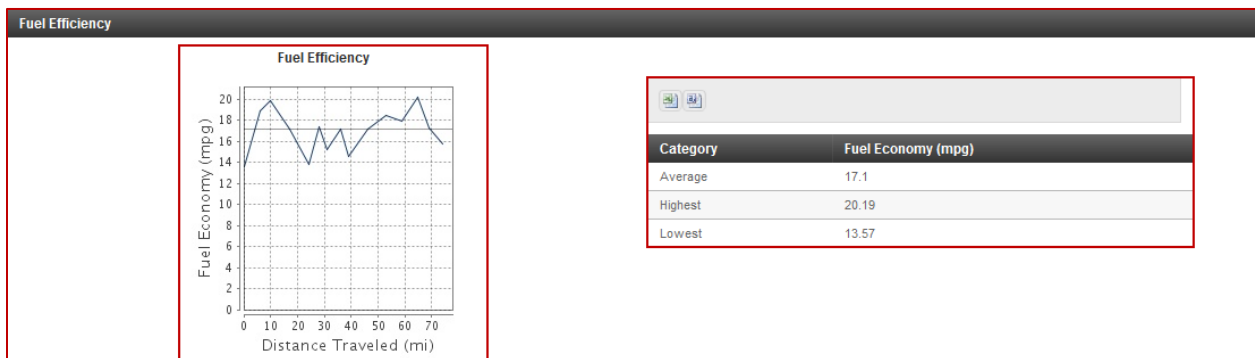 Fuel Efficiency
Fuel Efficiency
20
18
16
14
12
10
8
6
4
2
0
Fuel Economy (mpg)
0 10 20 30 40 50 60 70
Distance Traveled (mi)
Category Fuel Economy (mpg)
Average 17.1
Highest 20.19
Lowest 13.57